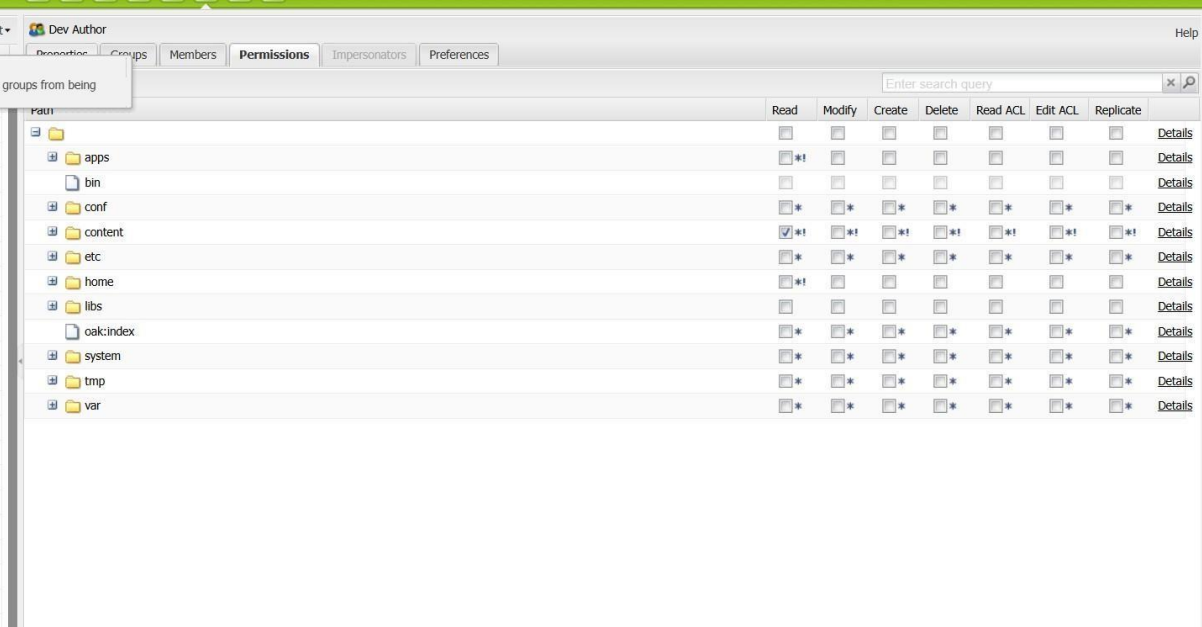 t
Dev Author
Help
Properties Groups Members Permissions Impersonators Preferences
groups from being
Enter search query
Path Read Modify Create Delete Read ACL Edit ACL Replicate
Details
apps *! Details
bin Details
conf * * * * * * * Details
content *! *! *! *! *! *! *! Details
etc * * * * * * * Details
home *! Details
libs Details
oak:index * * * * * * * Details
system * * * * * * * Details
tmp * * * * * * * Details
var * * * * * * * Details